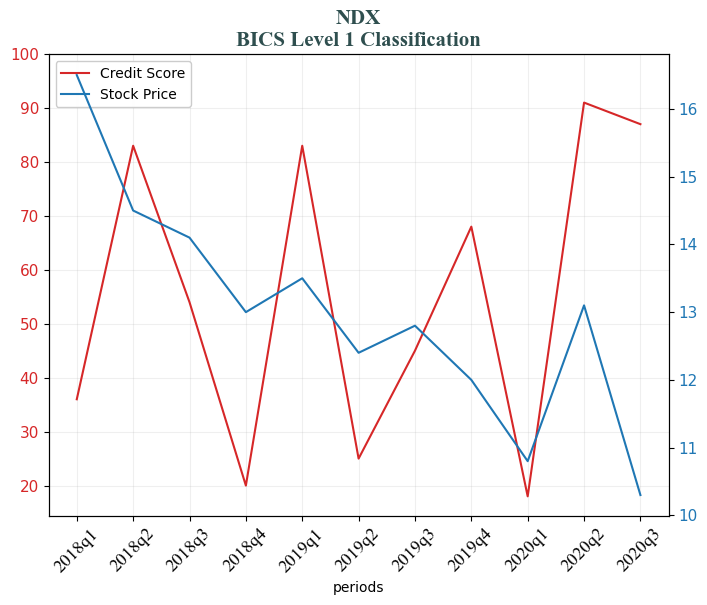 NDX
BICS Level 1 Classification
Credit Score
Stock Price
100
90
80
70
60
50
40
30
20
16
15
14
13
12
11
10
2018q1
2018q2
2018q3
2018q4
2019q1
2019q2
2019q3
2019q4
2020q1
2020q2
2020q3
periods